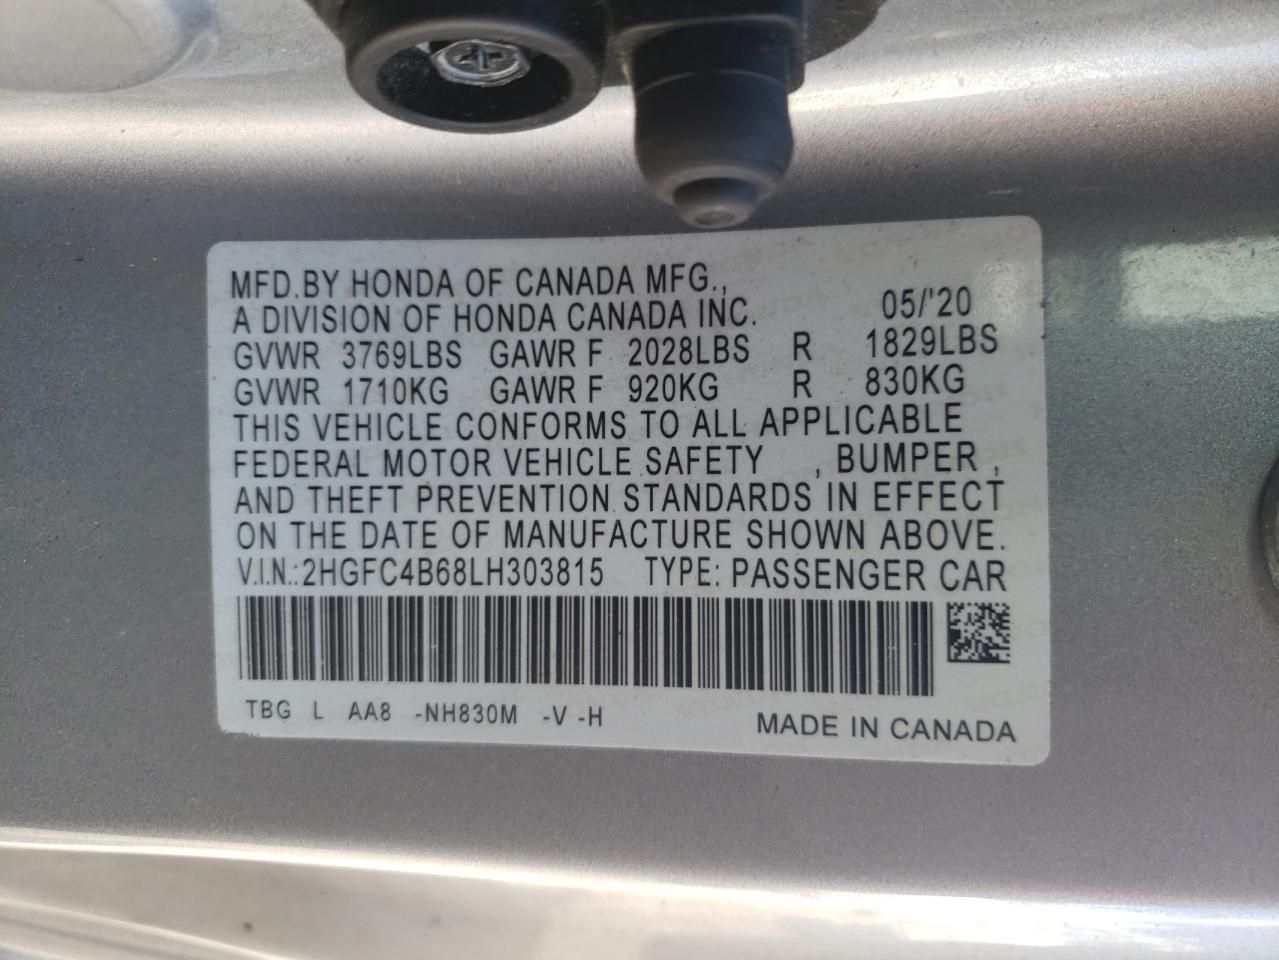 MFD.BY HONDA OF CANADA MFG.,
A DIVISION OF HONDA CANADA INC. 05/'20
GVWR 3769LBS GAWR F 2028LBS R 1829LBS
GVWR 1710KG GAWR F 920KG R 830KG
THIS VEHICLE CONFORMS TO ALL APPLICABLE
FEDERAL MOTOR VEHICLE SAFETY , BUMPER ,
AND THEFT PREVENTION STANDARDS IN EFFECT
ON THE DATE OF MANUFACTURE SHOWN ABOVE.
V.I.N.:2HGFC4B68LH303815 TYPE: PASSENGER CAR
TBG L AA8 -NH830M -V -H
MADE IN CANADA